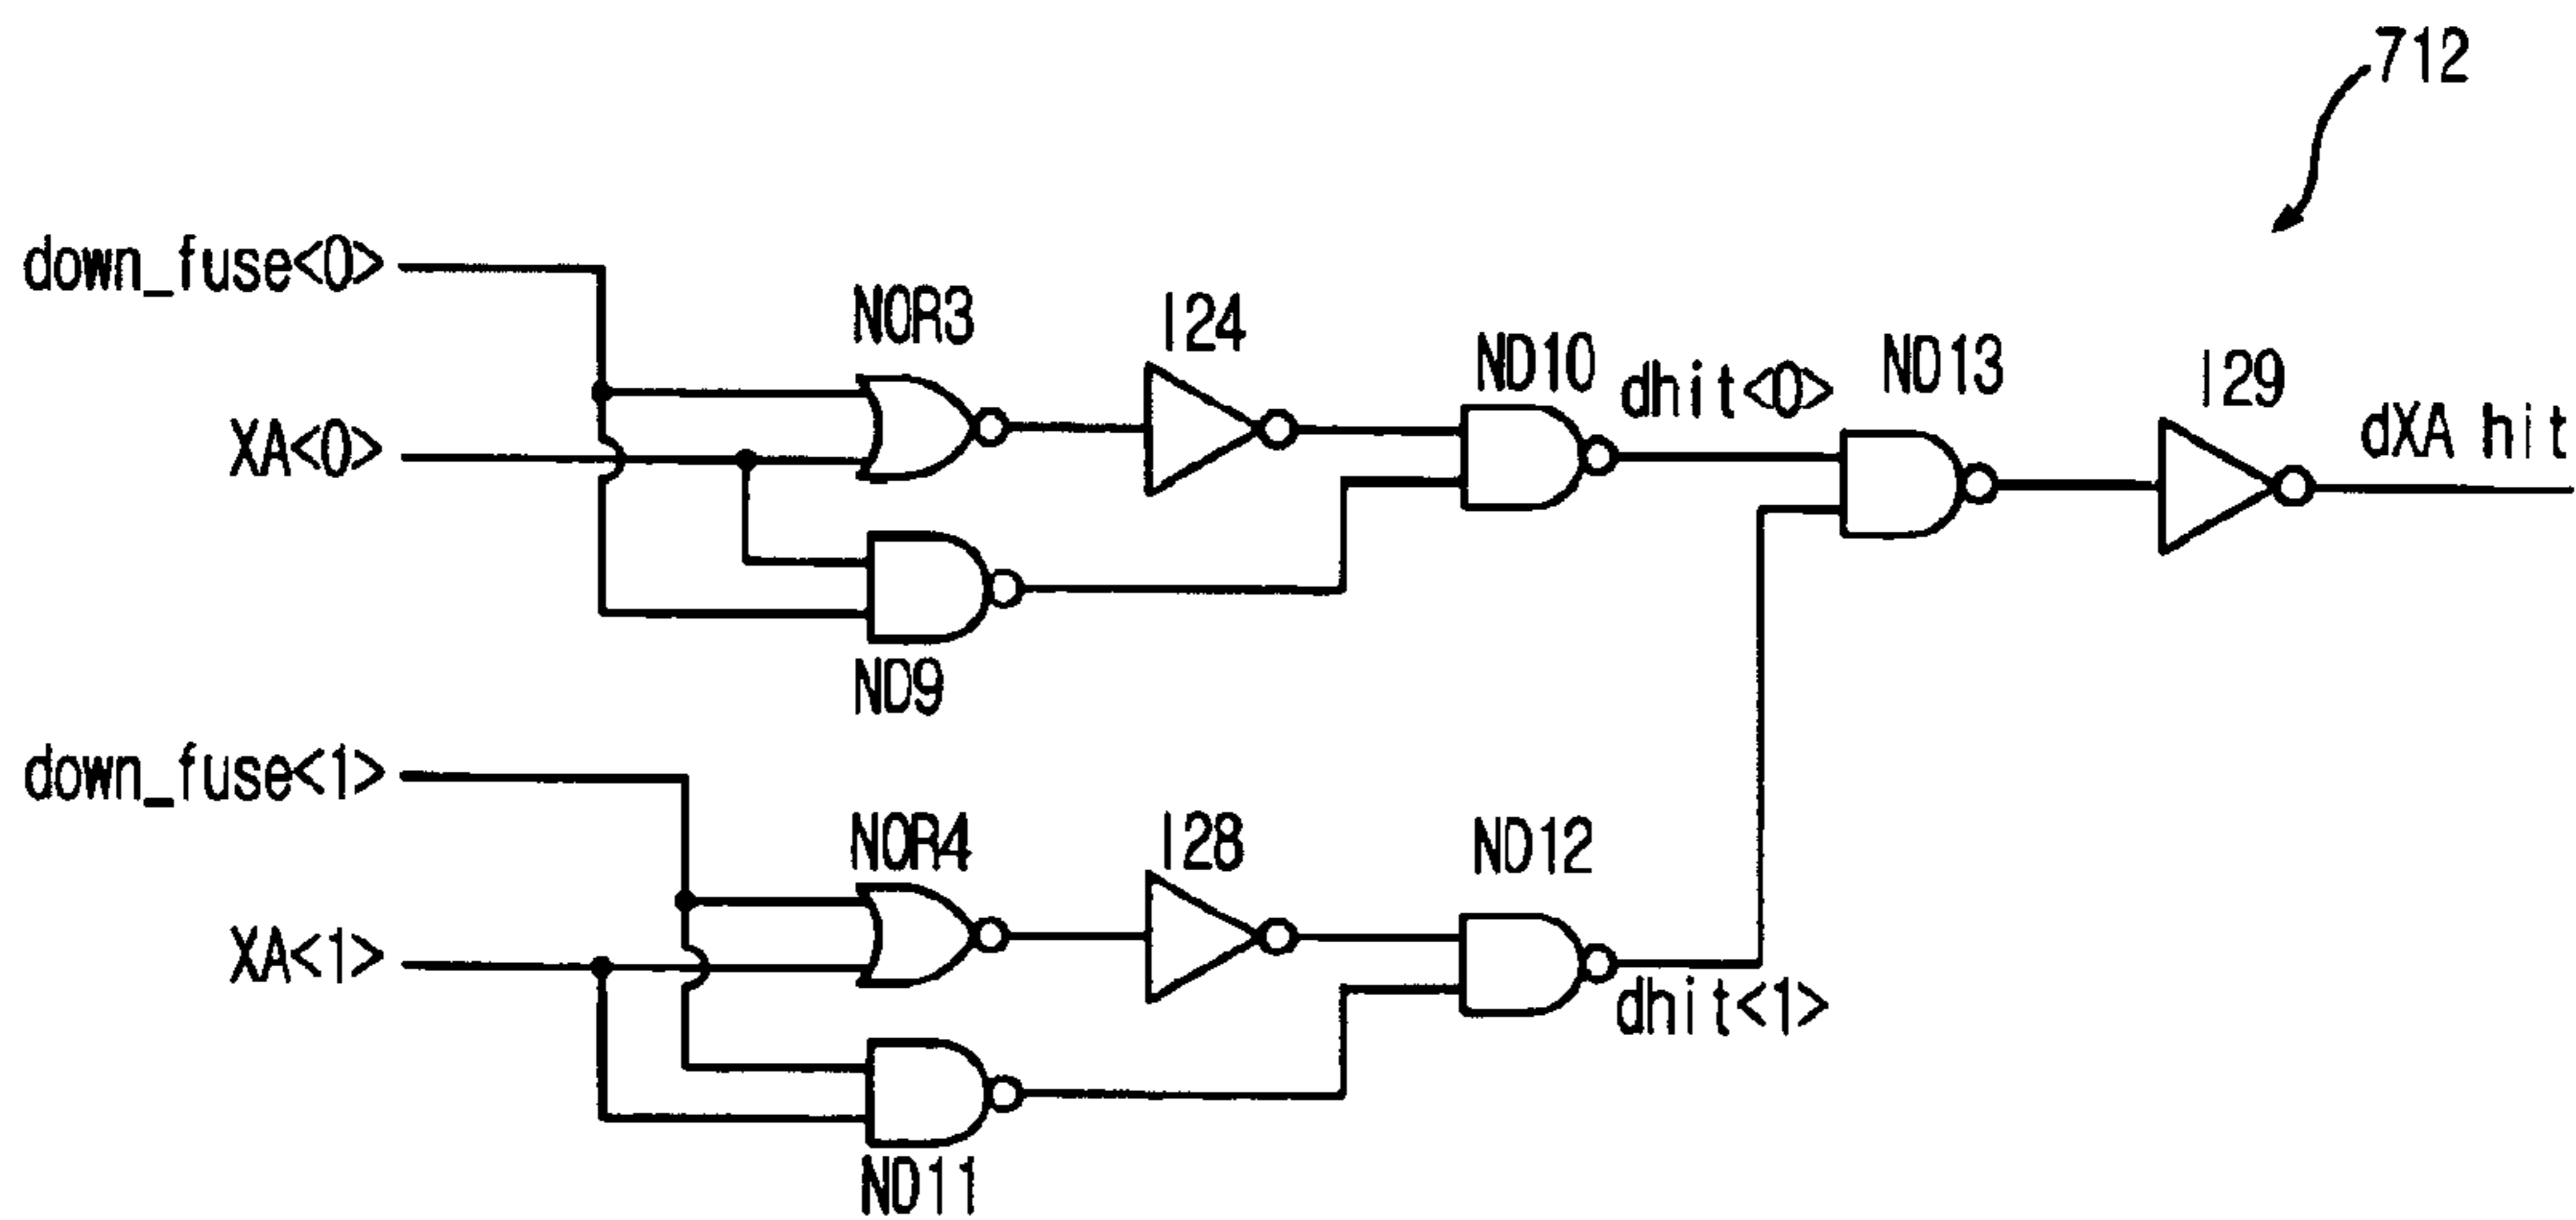 712
down_fuse<0>
NOR3
I24
XA<0>
ND10
dhit<0>
ND13
I29
dXA hit
ND9
down_fuse<1>
NOR4
I28
ND12
XA<1>
dhit<1>
ND11